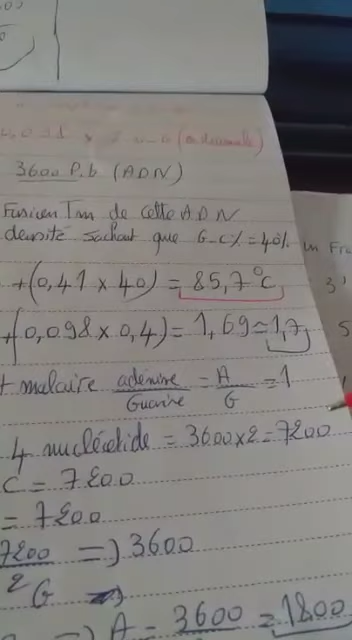 3600 P.b (ADN)
Fusion Tm de cette ADN
densité sachant que G-C% = 40%
+(0,41 x 40) = 85,7°C
+(0,098 x 0,4) = 1,69 ≈ 1,7
+ molaire adénine/Guanine = A/G = 1
4 nucléotide = 3600x2 = 7200
C = 7200
= 7200
7200/2 => 3600
2G =>
=> A = 3600 = 1800